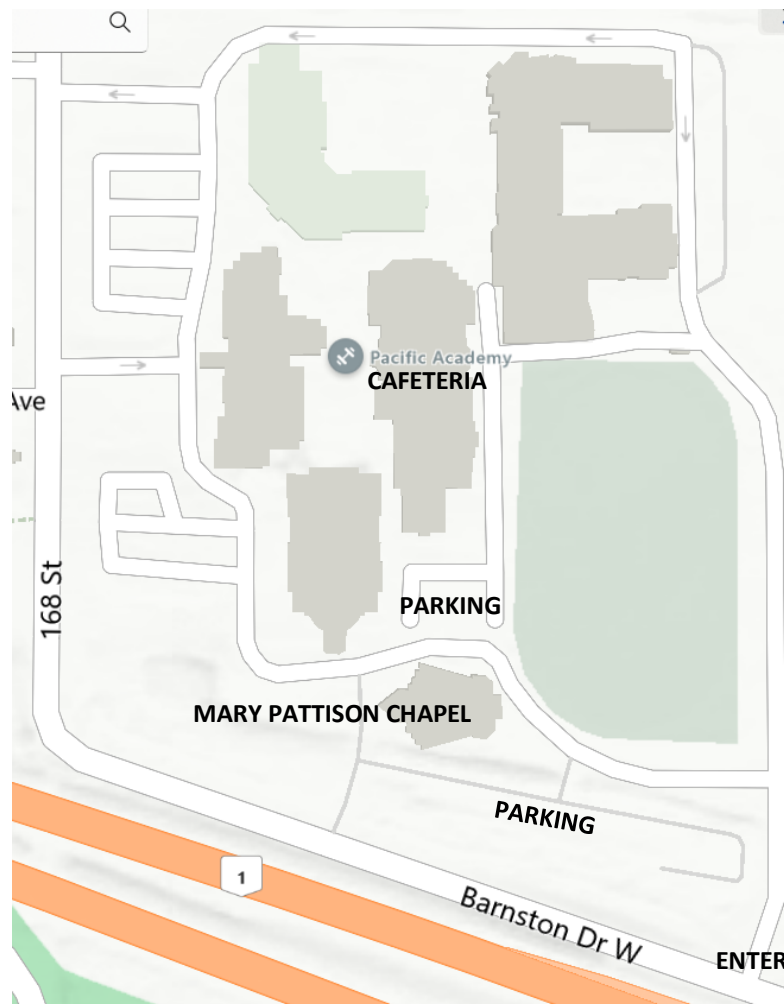 Pacific Academy
CAFETERIA
Ave
168 St
PARKING
MARY PATTISON CHAPEL
PARKING
1
Barnston Dr W
ENTER